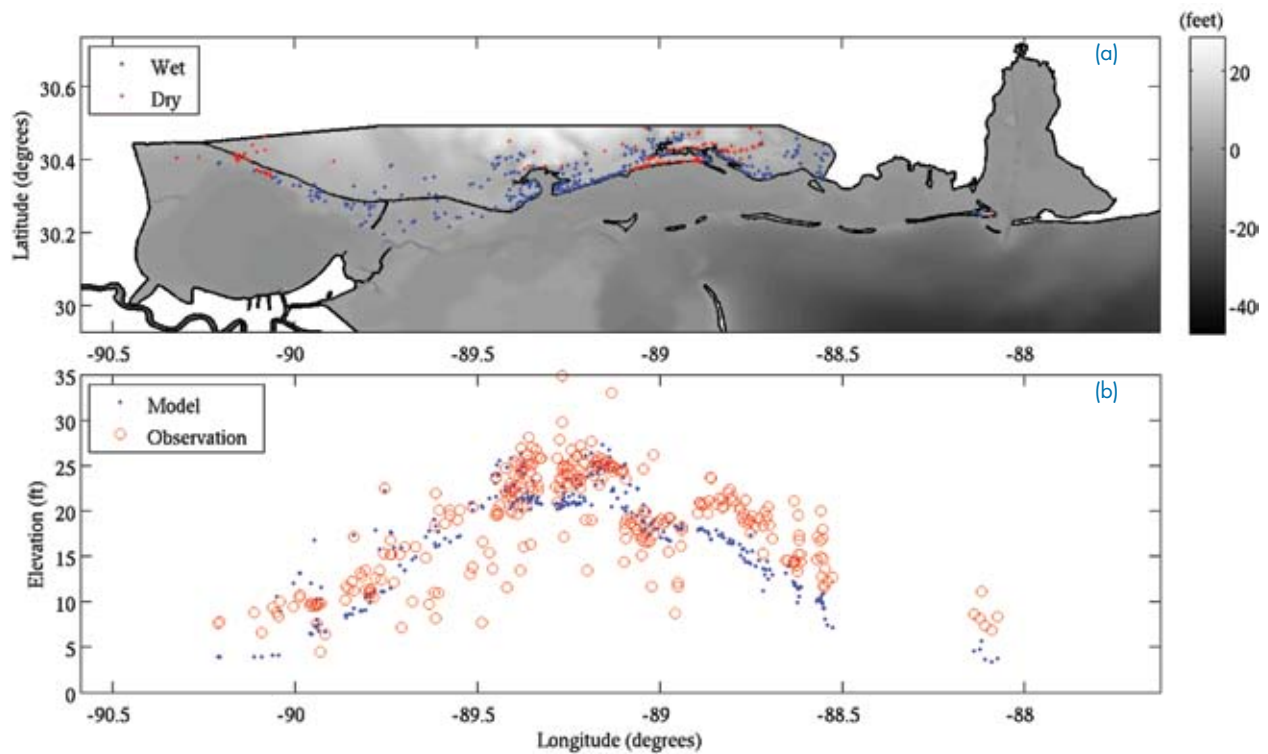 (feet)
(a)
Wet
Dry
Latitude (degrees)
30.6
30.4
30.2
30
20
0
-20
-40
-90.5
-90
-89.5
-89
-88.5
-88
(b)
Model
Observation
Elevation (ft)
35
30
25
20
15
10
5
0
-90.5
-90
-89.5
-89
-88.5
-88
Longitude (degrees)